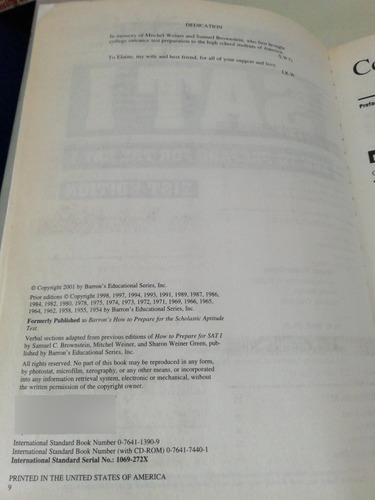 DEDICATION
In memory of Mitchel Weiner and Samuel Brownstein, who first brought
college entrance test preparation to the high school students of America.
S.W.G.
To Elaine, my wife and best friend, for all of your support and love.
I.K.W.
Co
Prefa
© Copyright 2001 by Barron's Educational Series, Inc.
Prior editions © Copyright 1998, 1997, 1994, 1993, 1991, 1989, 1987, 1986,
1984, 1982, 1980, 1978, 1975, 1974, 1973, 1972, 1971, 1969, 1966, 1965,
1964, 1962, 1958, 1955, 1954 by Barron's Educational Series, Inc.
Formerly Published as Barron's How to Prepare for the Scholastic Aptitude
Test.
Verbal sections adapted from previous editions of How to Prepare for SAT I
by Samuel C. Brownstein, Mitchel Weiner, and Sharon Weiner Green, pub-
lished by Barron's Educational Series, Inc.
All rights reserved. No part of this book may be reproduced in any form,
by photostat, microfilm, xerography, or any other means, or incorporated
into any information retrieval system, electronic or mechanical, without
the written permission of the copyright owner.
International Standard Book Number 0-7641-1390-9
International Standard Book Number (with CD-ROM) 0-7641-7440-1
International Standard Serial No.: 1069-272X
PRINTED IN THE UNITED STATES OF AMERICA
9